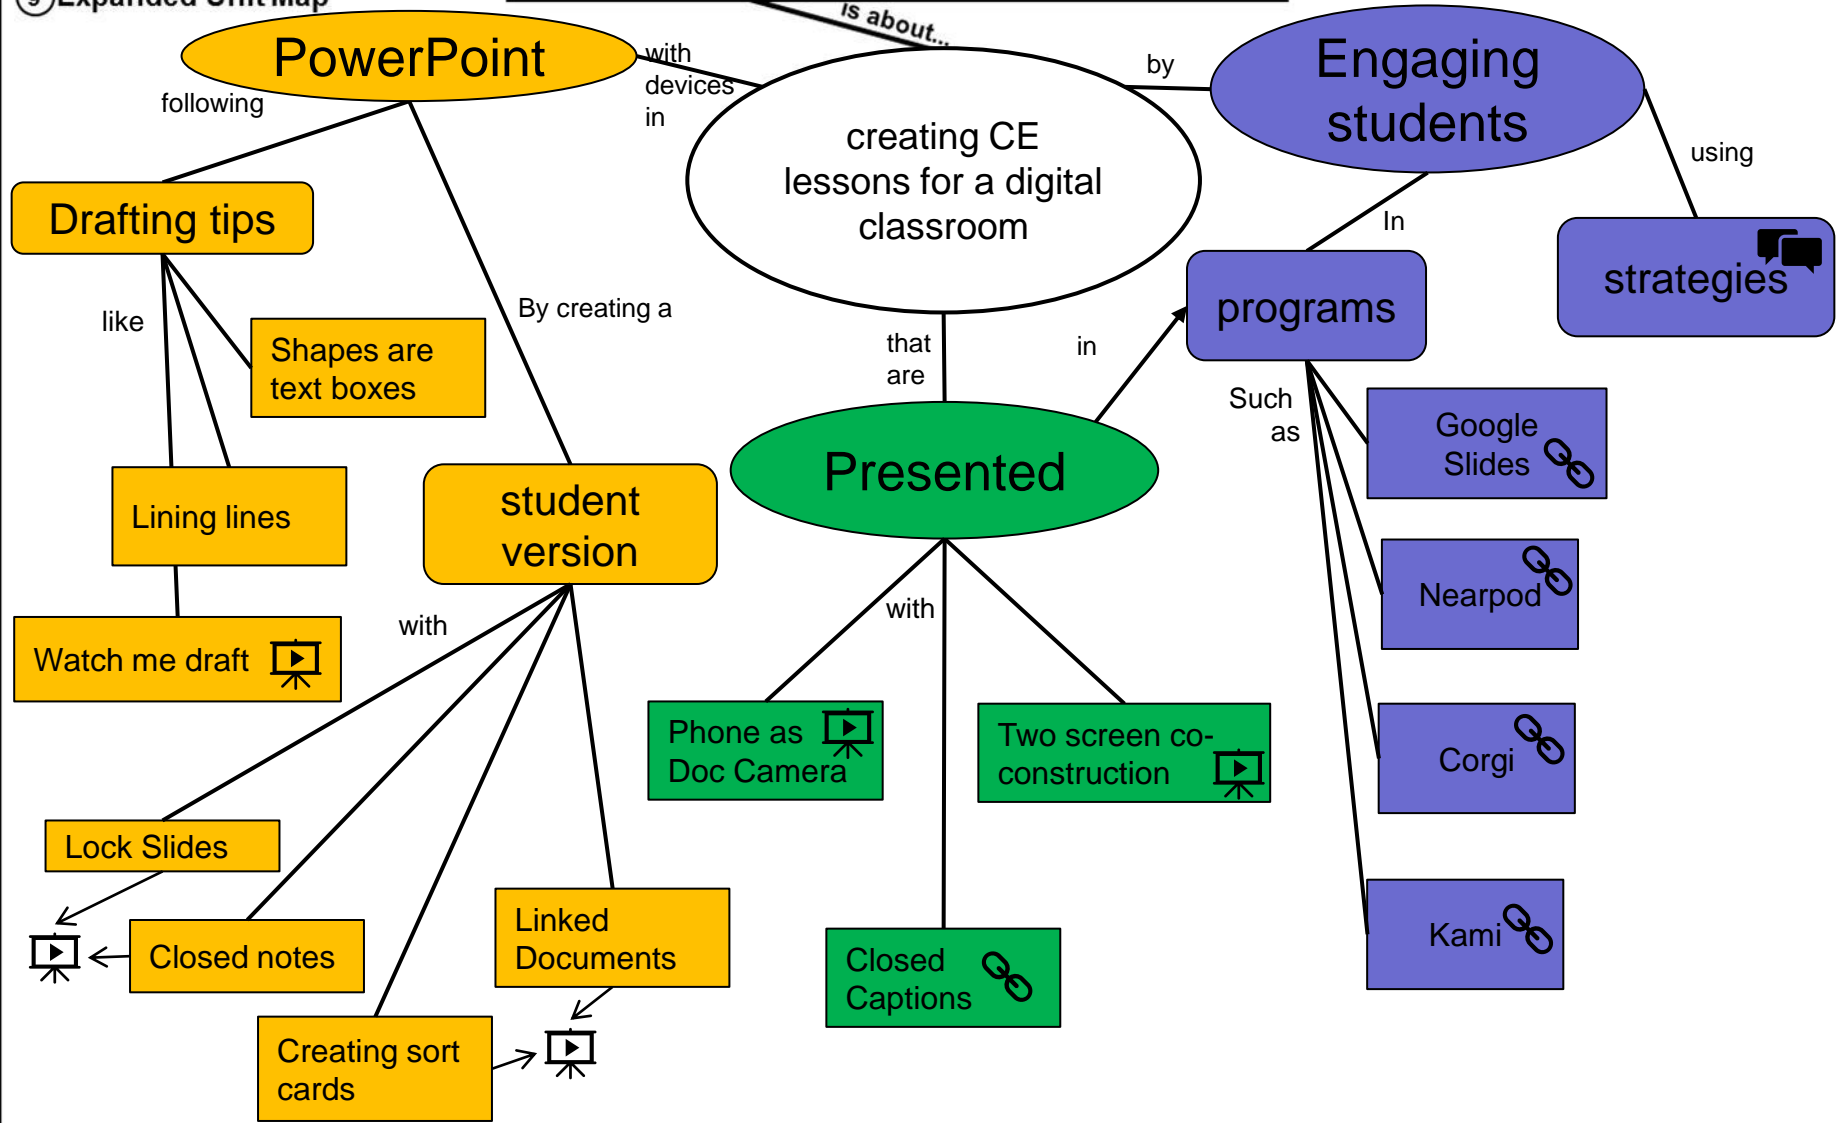 9 Expanded Unit Map
is about...
PowerPoint
with
devices
in
following
by
Engaging
students
creating CE
lessons for a digital
classroom
using
Drafting tips
In
strategies
like
By creating a
programs
Shapes are
text boxes
that
are
in
Such
as
Google
Slides
Presented
Lining lines
student
version
Nearpod
with
with
Watch me draft
Phone as
Doc Camera
Two screen co-
construction
Corgi
Lock Slides
Linked
Documents
Closed notes
Closed
Captions
Kami
Creating sort
cards